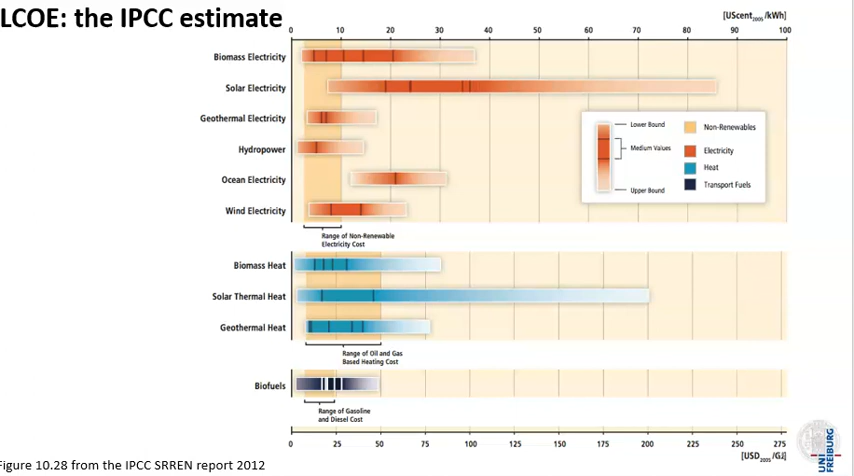 LCOE: the IPCC estimate
[UScent2005/kWh]
0 10 20 30 40 50 60 70 80 90 100
Biomass Electricity
Solar Electricity
Geothermal Electricity
Hydropower
Ocean Electricity
Wind Electricity
Lower Bound
Medium Values
Upper Bound
Non-Renewables
Electricity
Heat
Transport Fuels
Range of Non-Renewable
Electricity Cost
Biomass Heat
Solar Thermal Heat
Geothermal Heat
Range of Oil and Gas
Based Heating Cost
Biofuels
Range of Gasoline
and Diesel Cost
0 25 50 75 100 125 150 175 200 225 250 275
[USD2005/GJ]
Figure 10.28 from the IPCC SRREN report 2012
UNI
FREIBURG